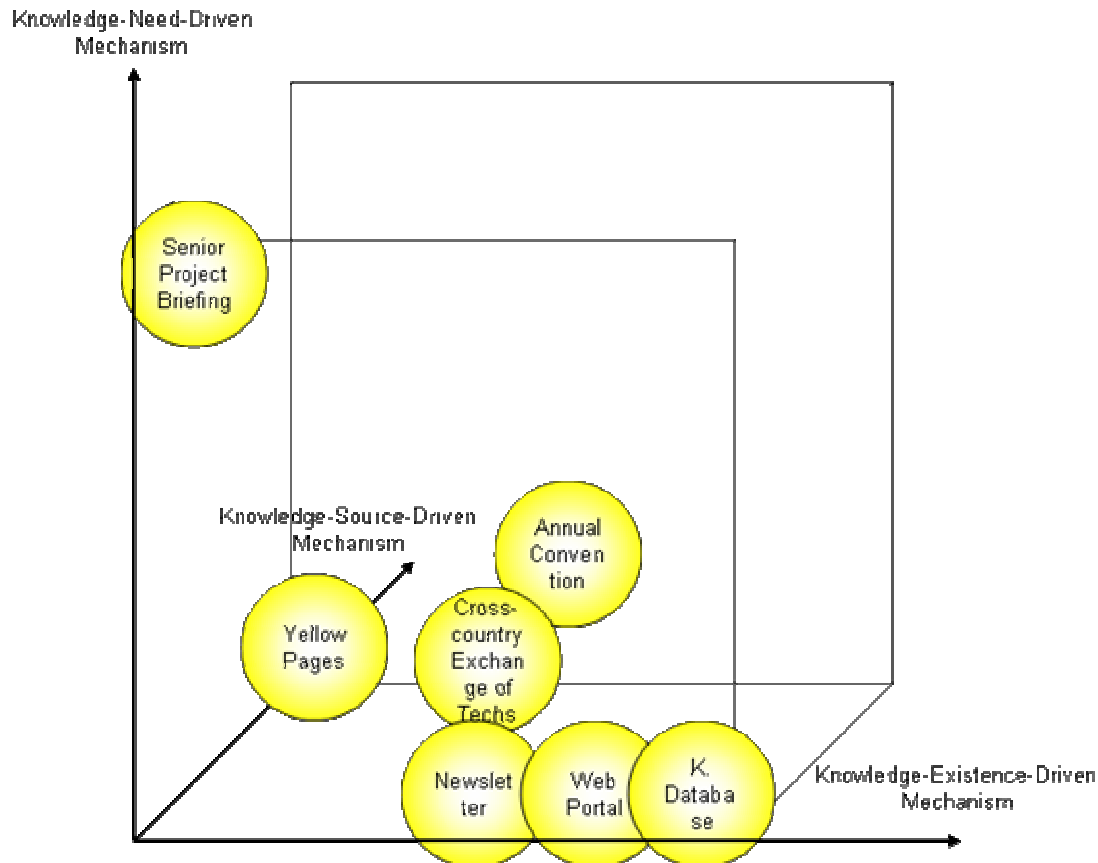 Knowledge-Need-Driven
Mechanism
Senior
Project
Briefing
Knowledge-Source-Driven
Mechanism
Annual
Conven
tion
Yellow
Pages
Cross-
country
Exchan
ge of
Techs
Newslet
ter
Web
Portal
K.
Databa
se
Knowledge-Existence-Driven
Mechanism